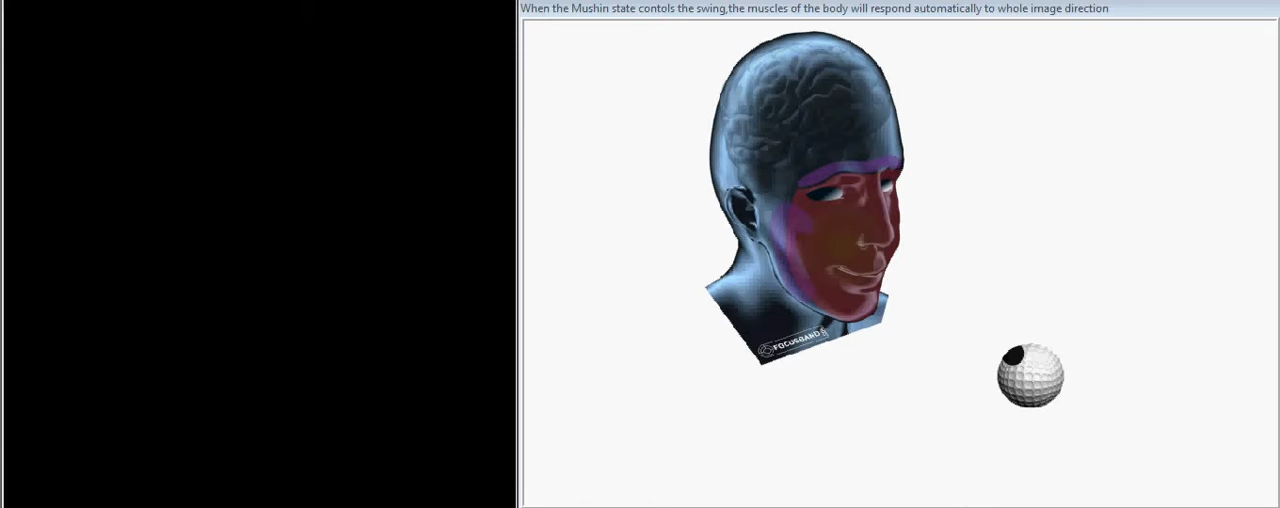 When the Mushin state contols the swing,the muscles of the body will respond automatically to whole image direction
FOCUSBAND